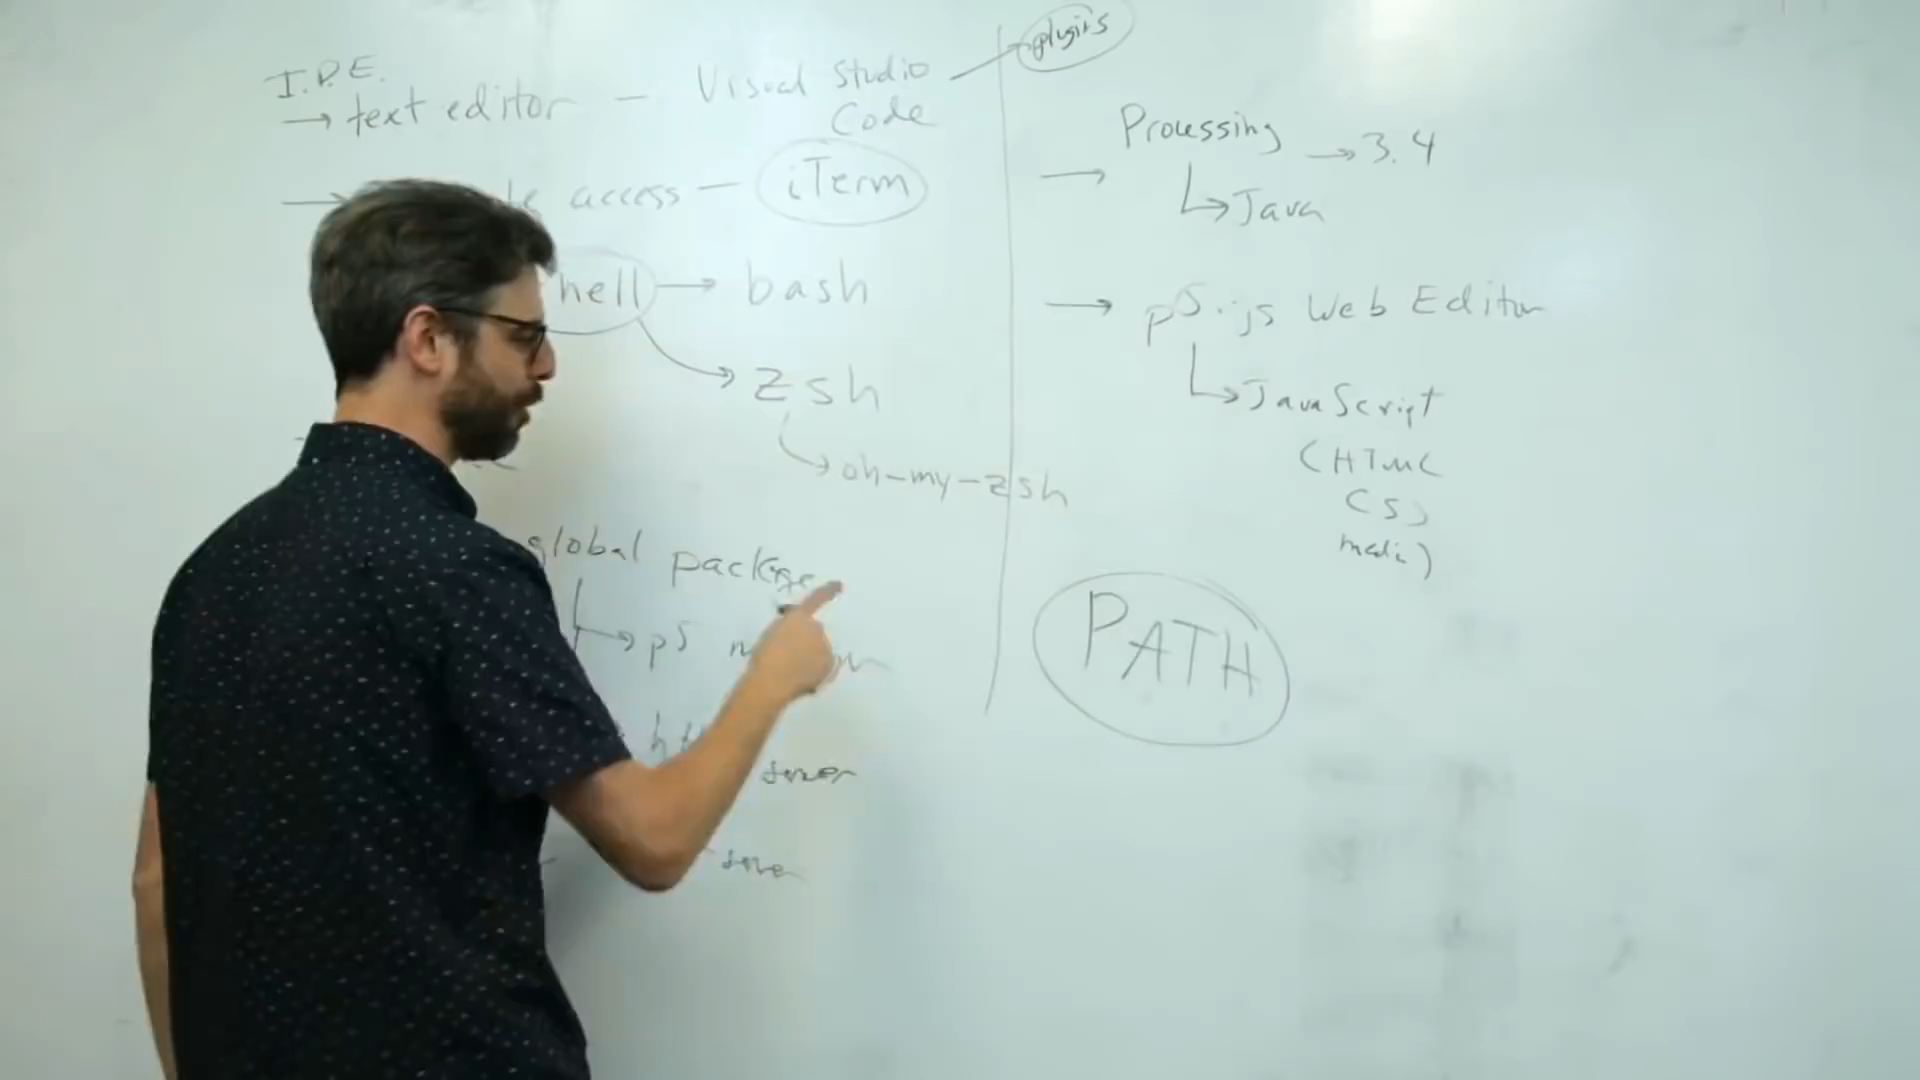 I.D.E.
→ text editor — Visual Studio
Code
→ access — iTerm
hell → bash
→ zsh
→ oh-my-zsh
global package
→ p5
server
plugins
→ Processing → 3.4
↳ Java
→ p5.js Web Editor
↳ JavaScript
(HTML
CSS
media)
PATH